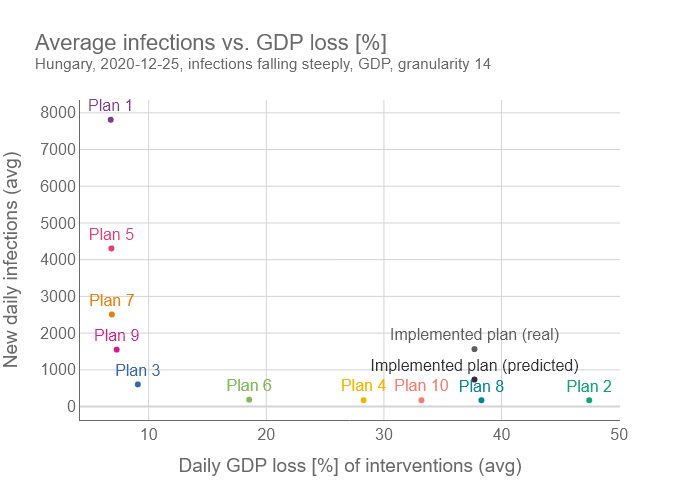 Average infections vs. GDP loss [%]
Hungary, 2020-12-25, infections falling steeply, GDP, granularity 14
New daily infections (avg)
8000
7000
6000
5000
4000
3000
2000
1000
0
Plan 1
Plan 5
Plan 7
Plan 9
Implemented plan (real)
Plan 3
Implemented plan (predicted)
Plan 6
Plan 4
Plan 10
Plan 8
Plan 2
10
20
30
40
50
Daily GDP loss [%] of interventions (avg)